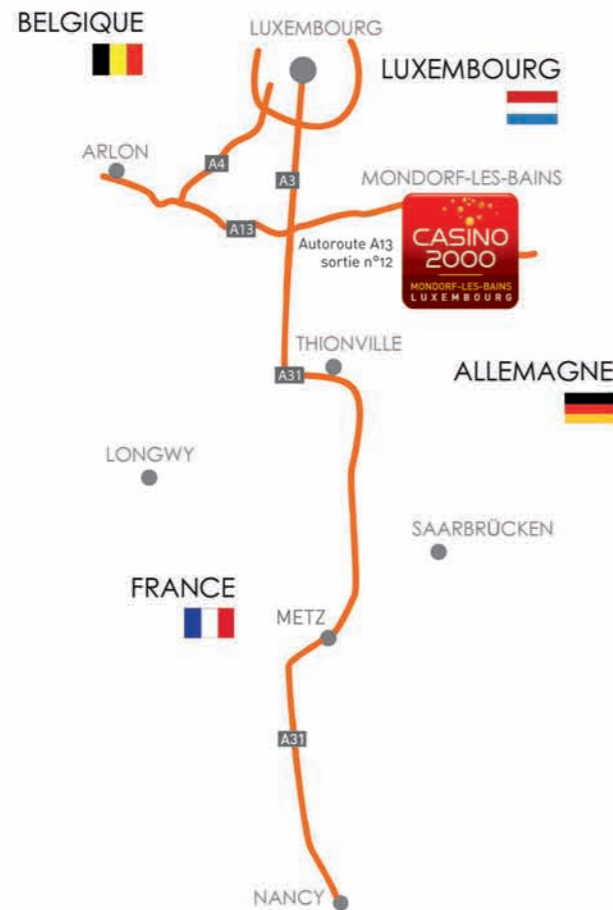 BELGIQUE
LUXEMBOURG
LUXEMBOURG
ARLON
A4
A3
MONDORF-LES-BAINS
A13
Autoroute A13
sortie n°12
CASINO
2000
MONDORF-LES-BAINS
LUXEMBOURG
THIONVILLE
A31
ALLEMAGNE
LONGWY
SAARBRÜCKEN
FRANCE
METZ
A31
NANCY